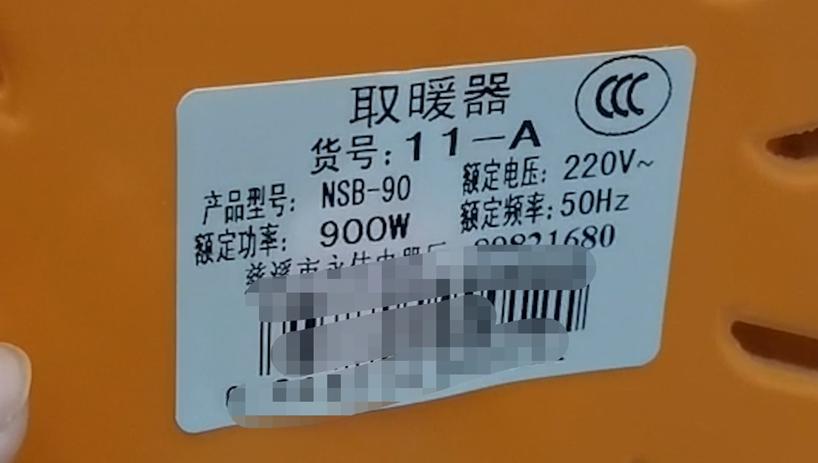 取暖器
CCC
货号:11-A
产品型号: NSB-90 额定电压: 220V~
额定功率: 900W 额定频率:50Hz